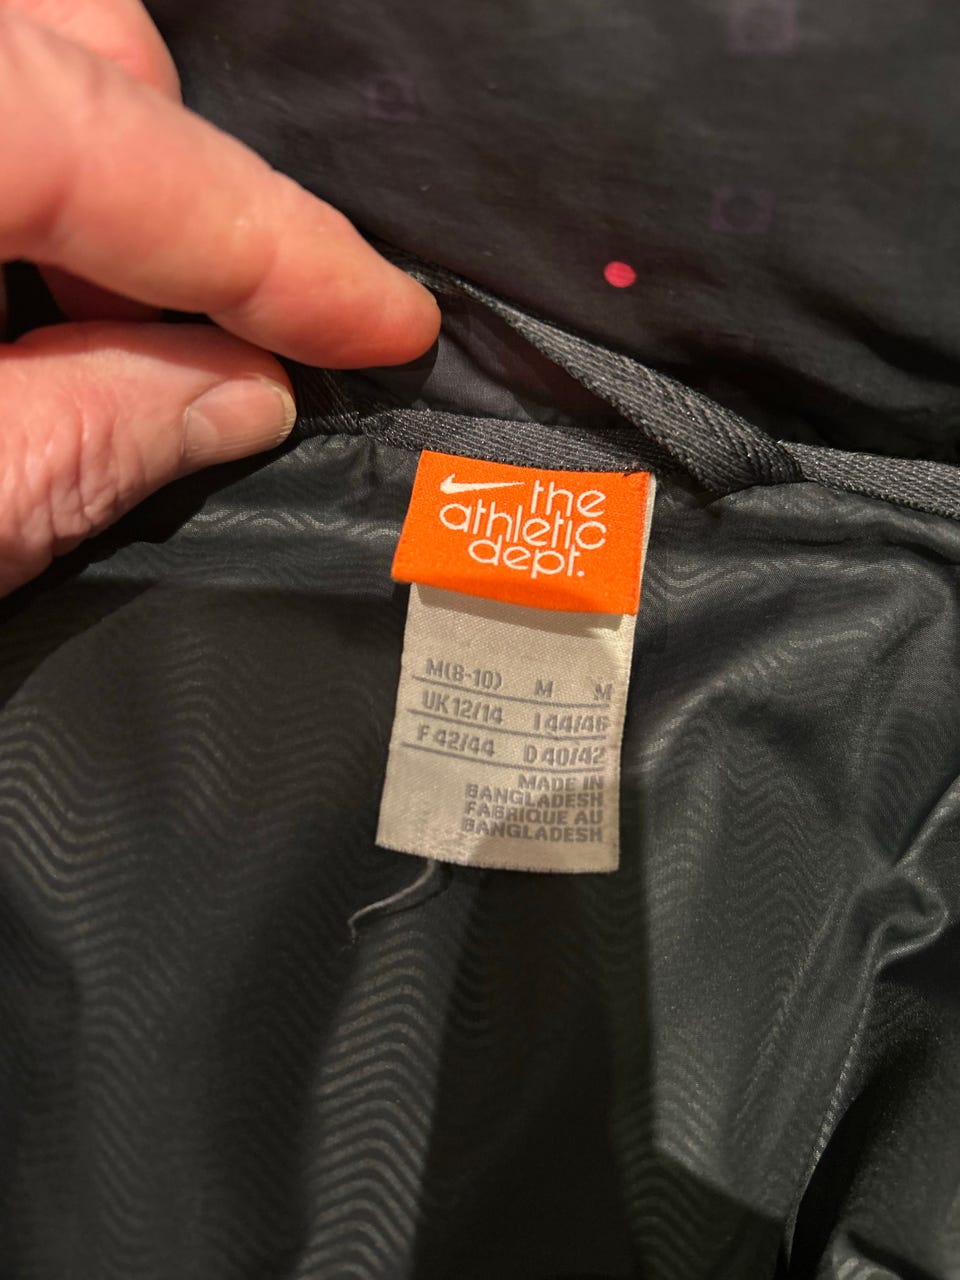 the
athletic
dept.
M(8-10) M M
UK 12/14 I 44/46
F 42/44 D 40/42
MADE IN
BANGLADESH
FABRIQUE AU
BANGLADESH